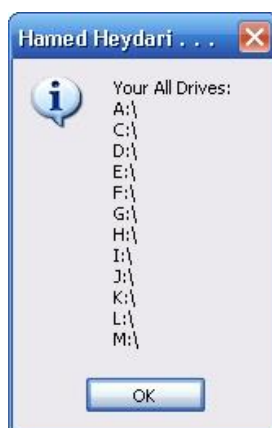 Hamed Heydari . . .
Your All Drives:
A:\
C:\
D:\
E:\
F:\
G:\
H:\
I:\
J:\
K:\
L:\
M:\
OK